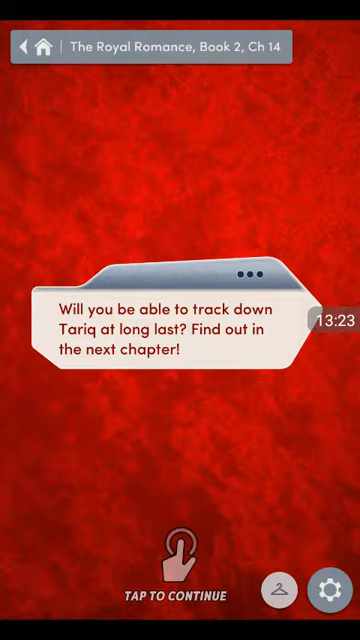 The Royal Romance, Book 2, Ch 14
Will you be able to track down
Tariq at long last? Find out in
the next chapter!
13:23
TAP TO CONTINUE